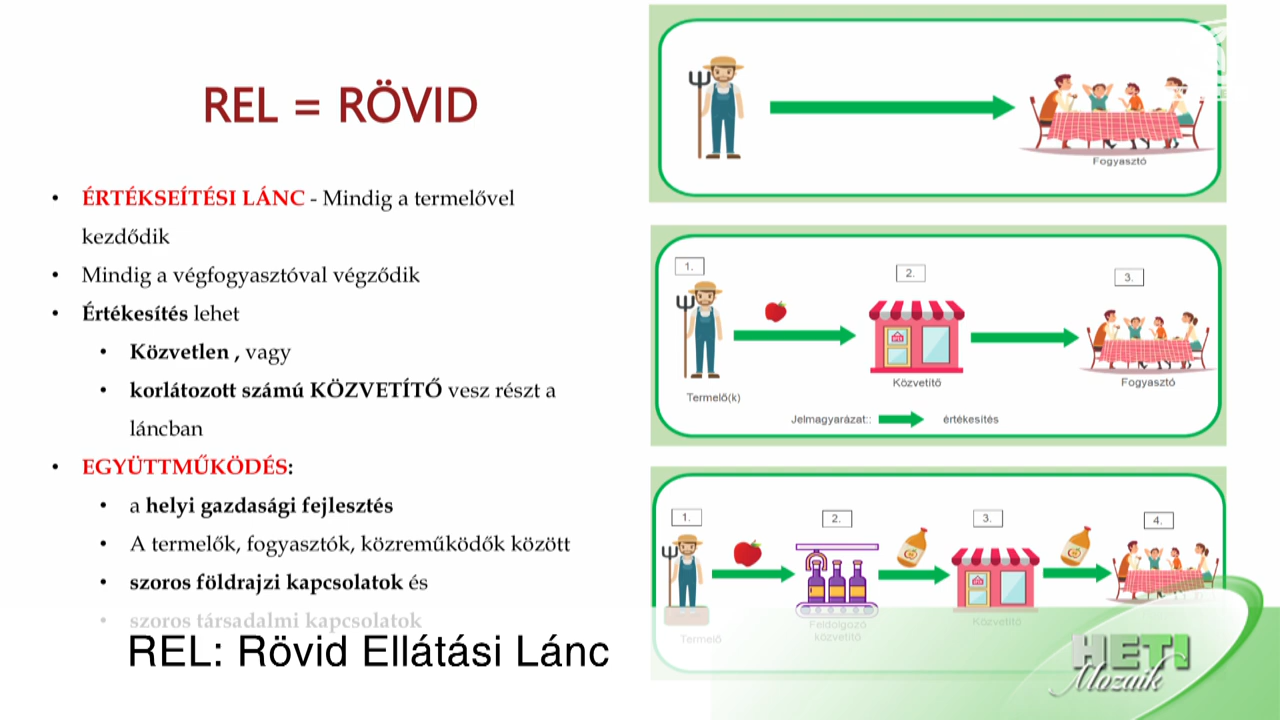 REL = RÖVID
• ÉRTÉKSEÍTÉSI LÁNC - Mindig a termelővel
kezdődik
• Mindig a végfogyasztóval végződik
• Értékesítés lehet
• Közvetlen , vagy
• korlátozott számú KÖZVETÍTŐ vesz részt a
láncban
• EGYÜTTMŰKÖDÉS:
• a helyi gazdasági fejlesztés
• A termelők, fogyasztók, közreműködők között
• szoros földrajzi kapcsolatok és
• szoros társadalmi kapcsolatok
REL: Rövid Ellátási Lánc
Fogyasztó
1.
2.
3.
Termelő(k)
Közvetítő
Fogyasztó
Jelmagyarázat::
értékesítés
1.
2.
3.
4.
Termelő
Feldolgozó
közvetítő
Közvetítő
HETI
Mozaik